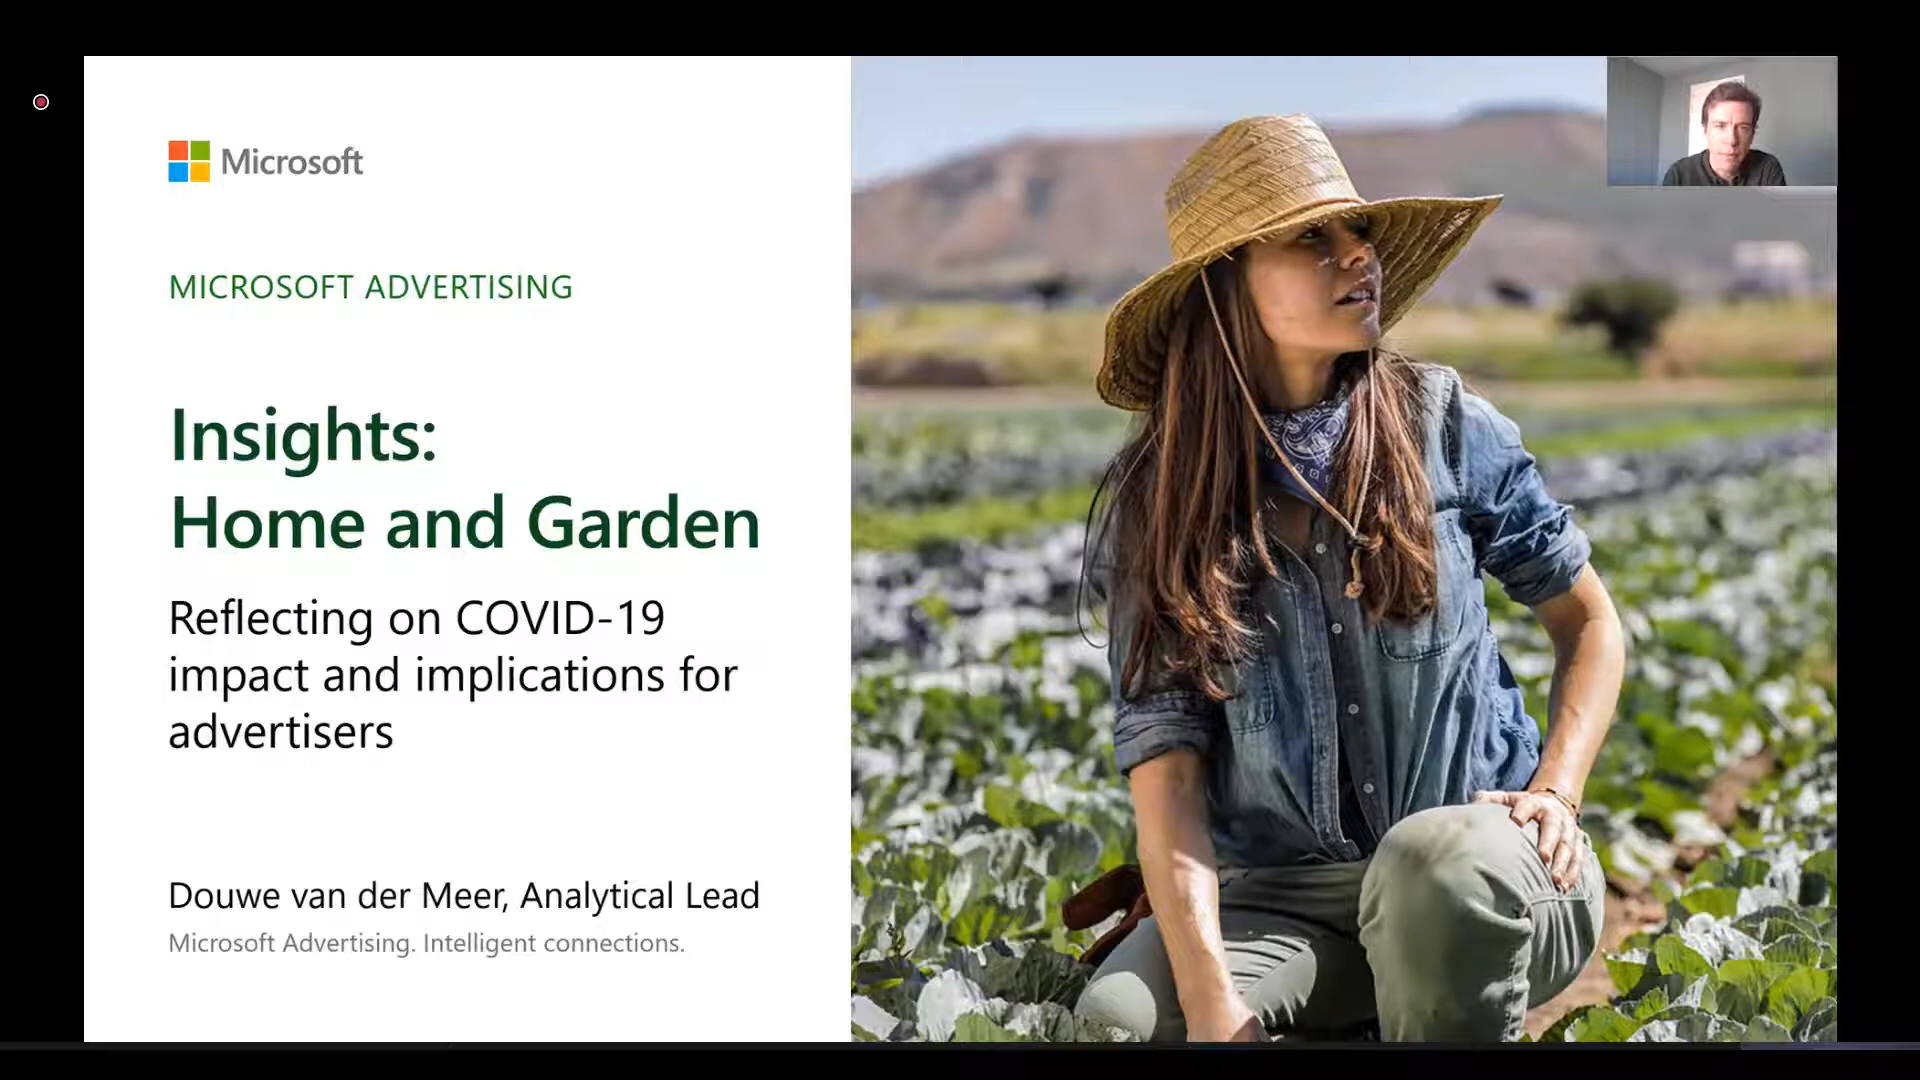 Microsoft
MICROSOFT ADVERTISING
Insights:
Home and Garden
Reflecting on COVID-19
impact and implications for
advertisers
Douwe van der Meer, Analytical Lead
Microsoft Advertising. Intelligent connections.